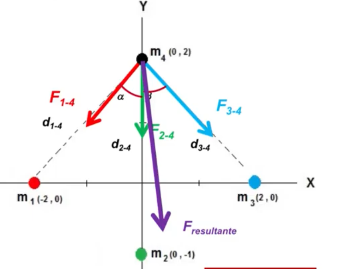 Y
m4 (0, 2)
α
F1-4
F3-4
d1-4
F2-4
d2-4
d3-4
X
m1(-2, 0)
m3(2, 0)
Fresultante
m2(0, -1)